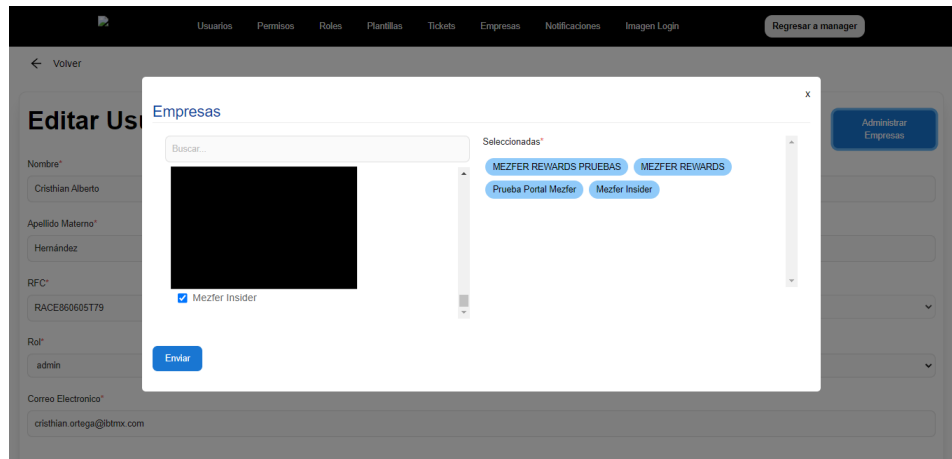 Usuarios Permisos Roles Plantillas Tickets Empresas Notificaciones Imagen Login Regresar a manager
Volver
x
Empresas
Editar Usu
Administrar
Empresas
Buscar...
Seleccionadas*
MEZFER REWARDS PRUEBAS MEZFER REWARDS
Prueba Portal Mezfer Mezfer Insider
Nombre*
Cristhian Alberto
Apellido Materno*
Hernández
RFC*
RACE860605T79
Mezfer Insider
Rol*
admin
Enviar
Correo Electronico*
cristhian.ortega@ibtmx.com